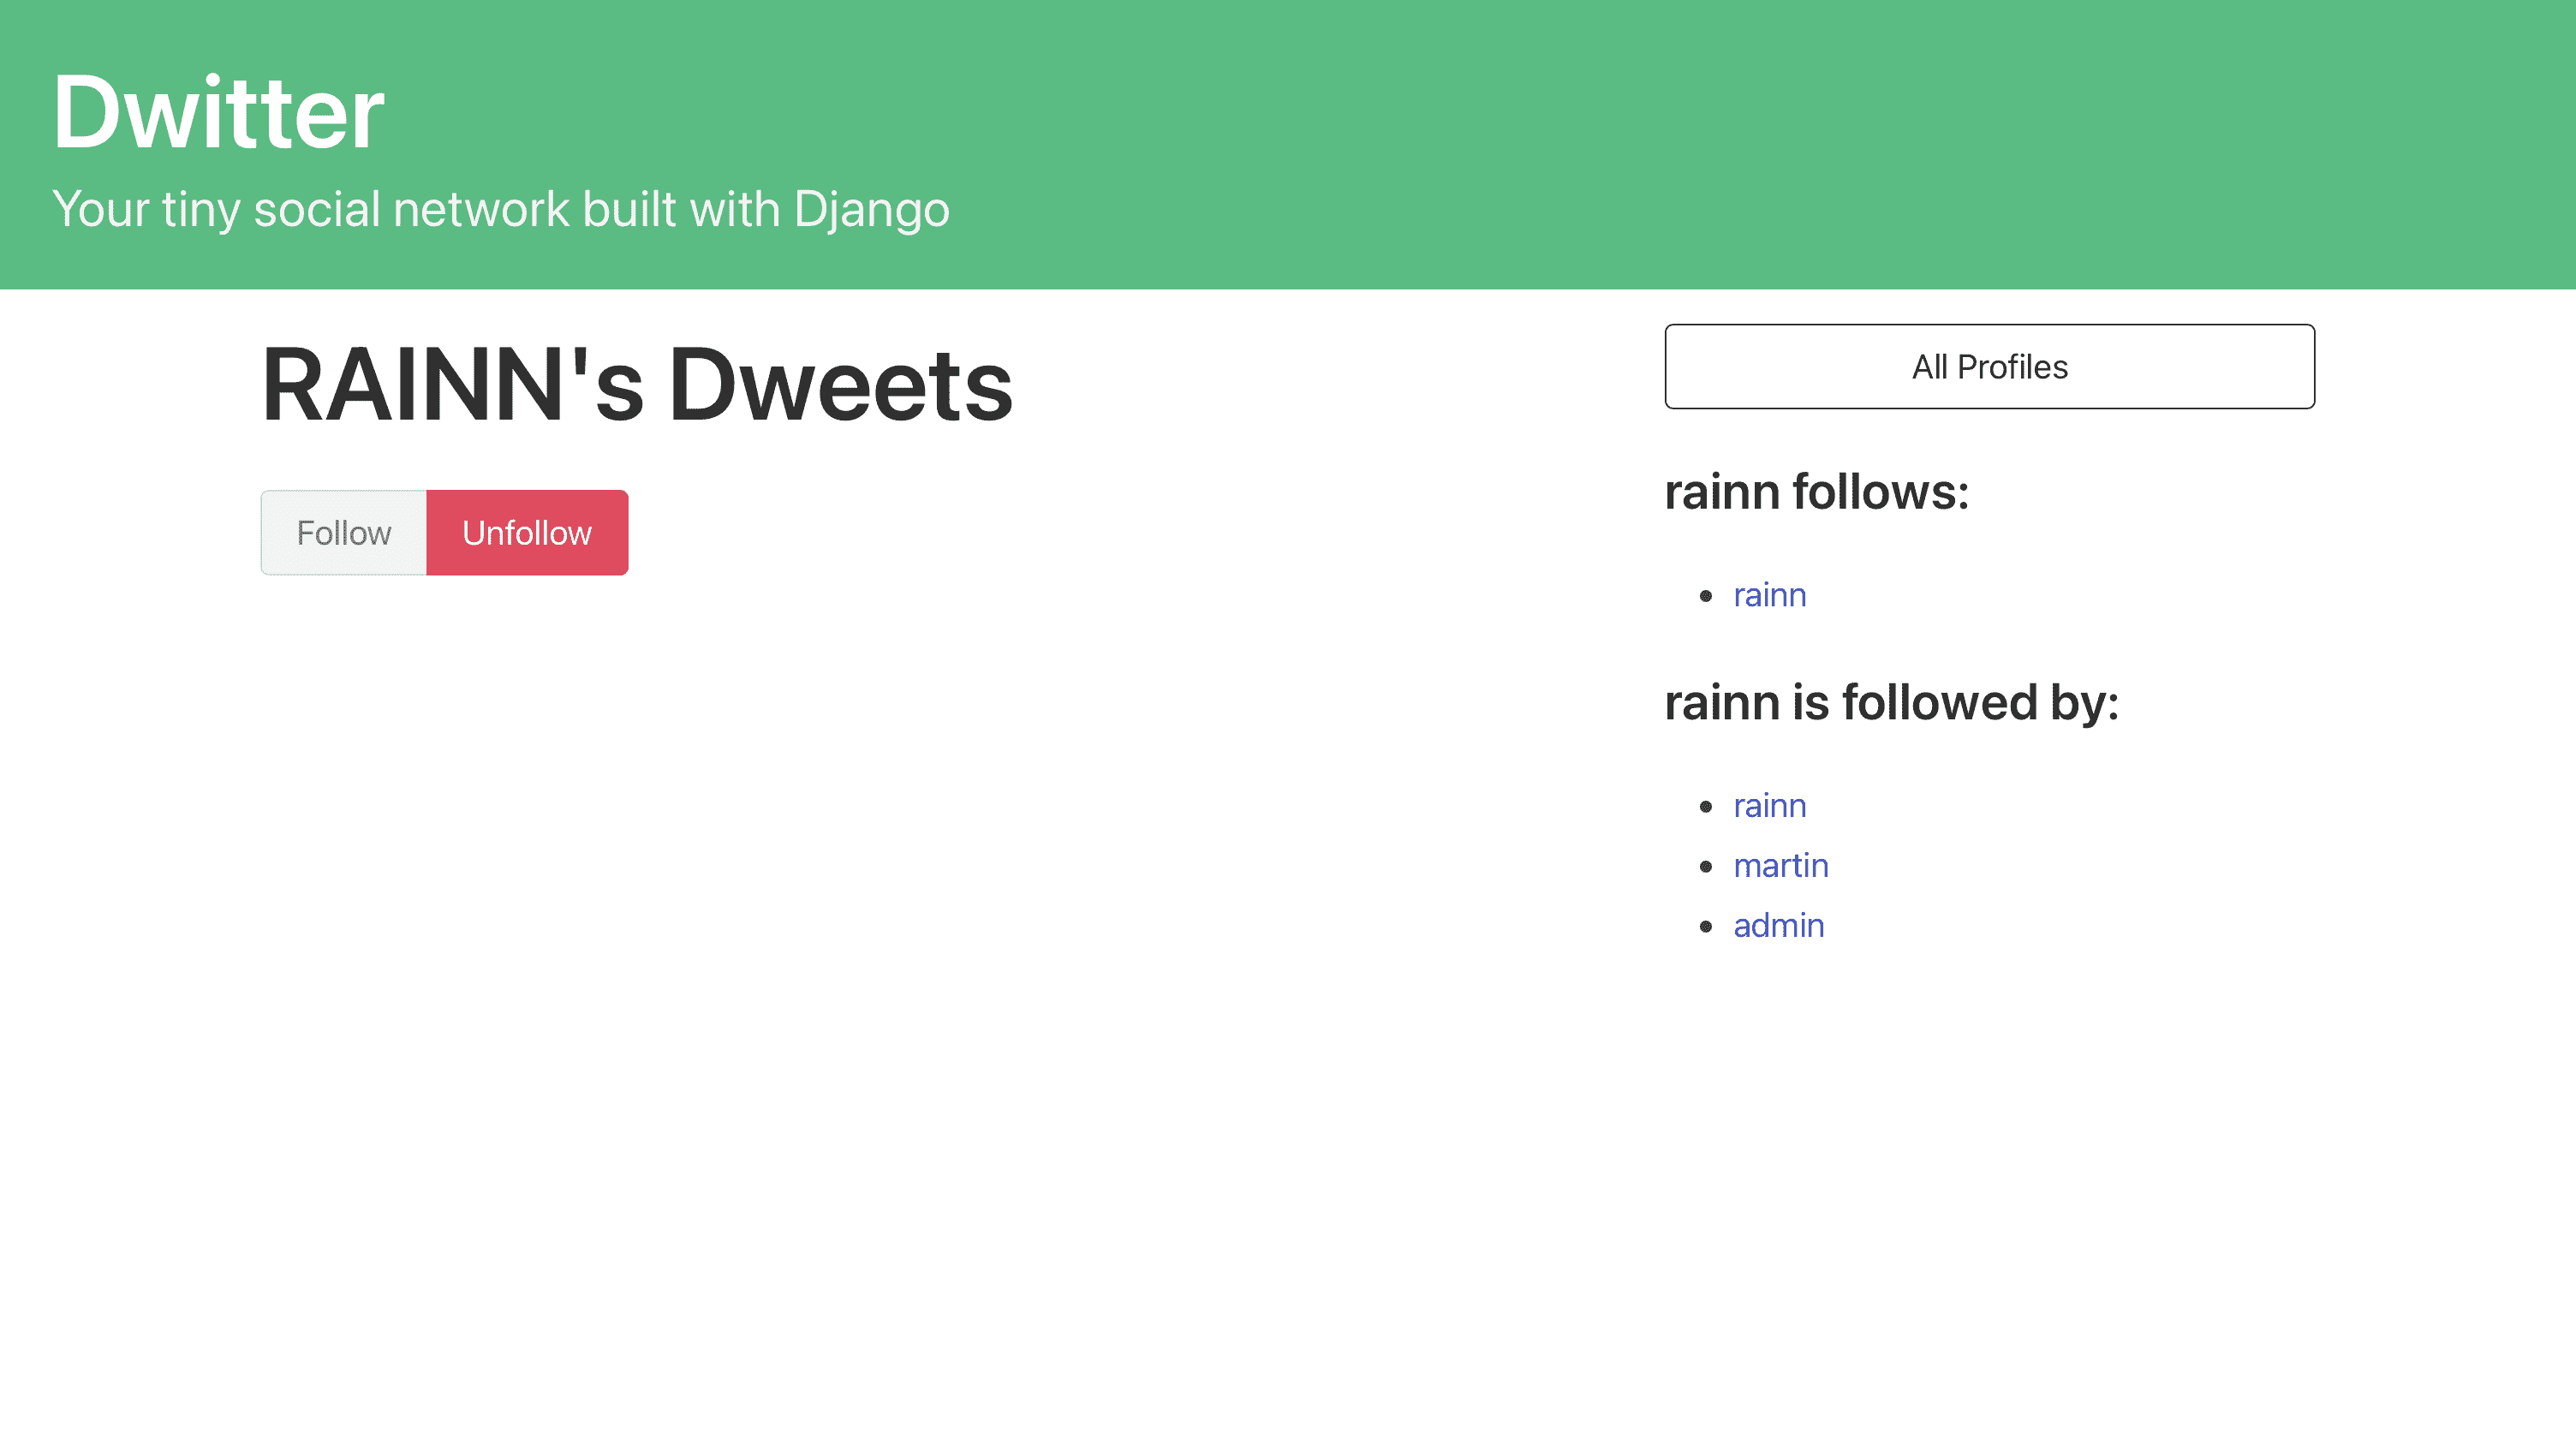 Dwitter
Your tiny social network built with Django
RAINN's Dweets
Follow
Unfollow
All Profiles
rainn follows:
rainn
rainn is followed by:
rainn
martin
admin